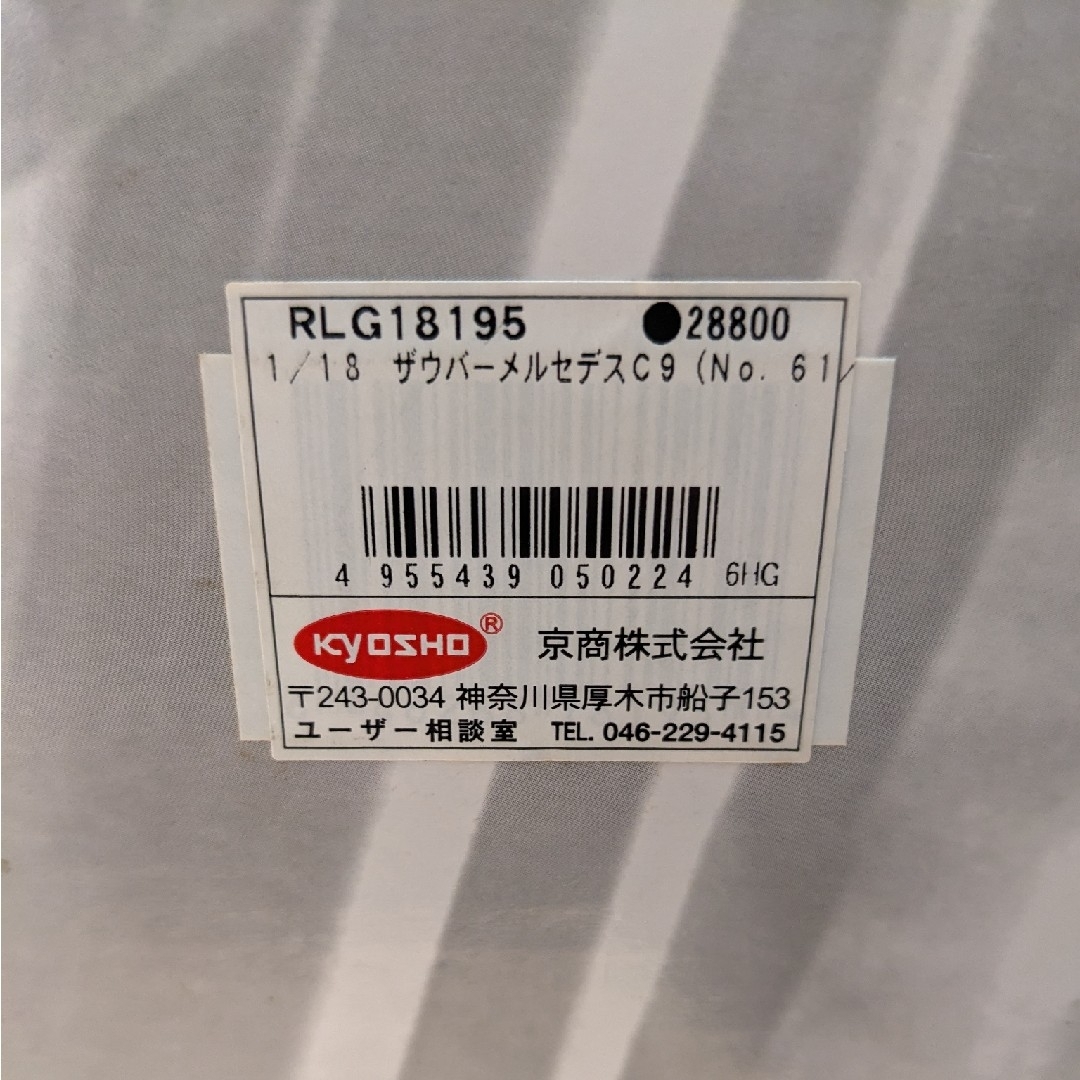 RLG18195 ●28800
1/18 ザウバーメルセデスC9 (No. 61/
4 955439 050224 6HG
KYOSHO® 京商株式会社
〒243-0034 神奈川県厚木市船子153
ユーザー相談室 TEL. 046-229-4115